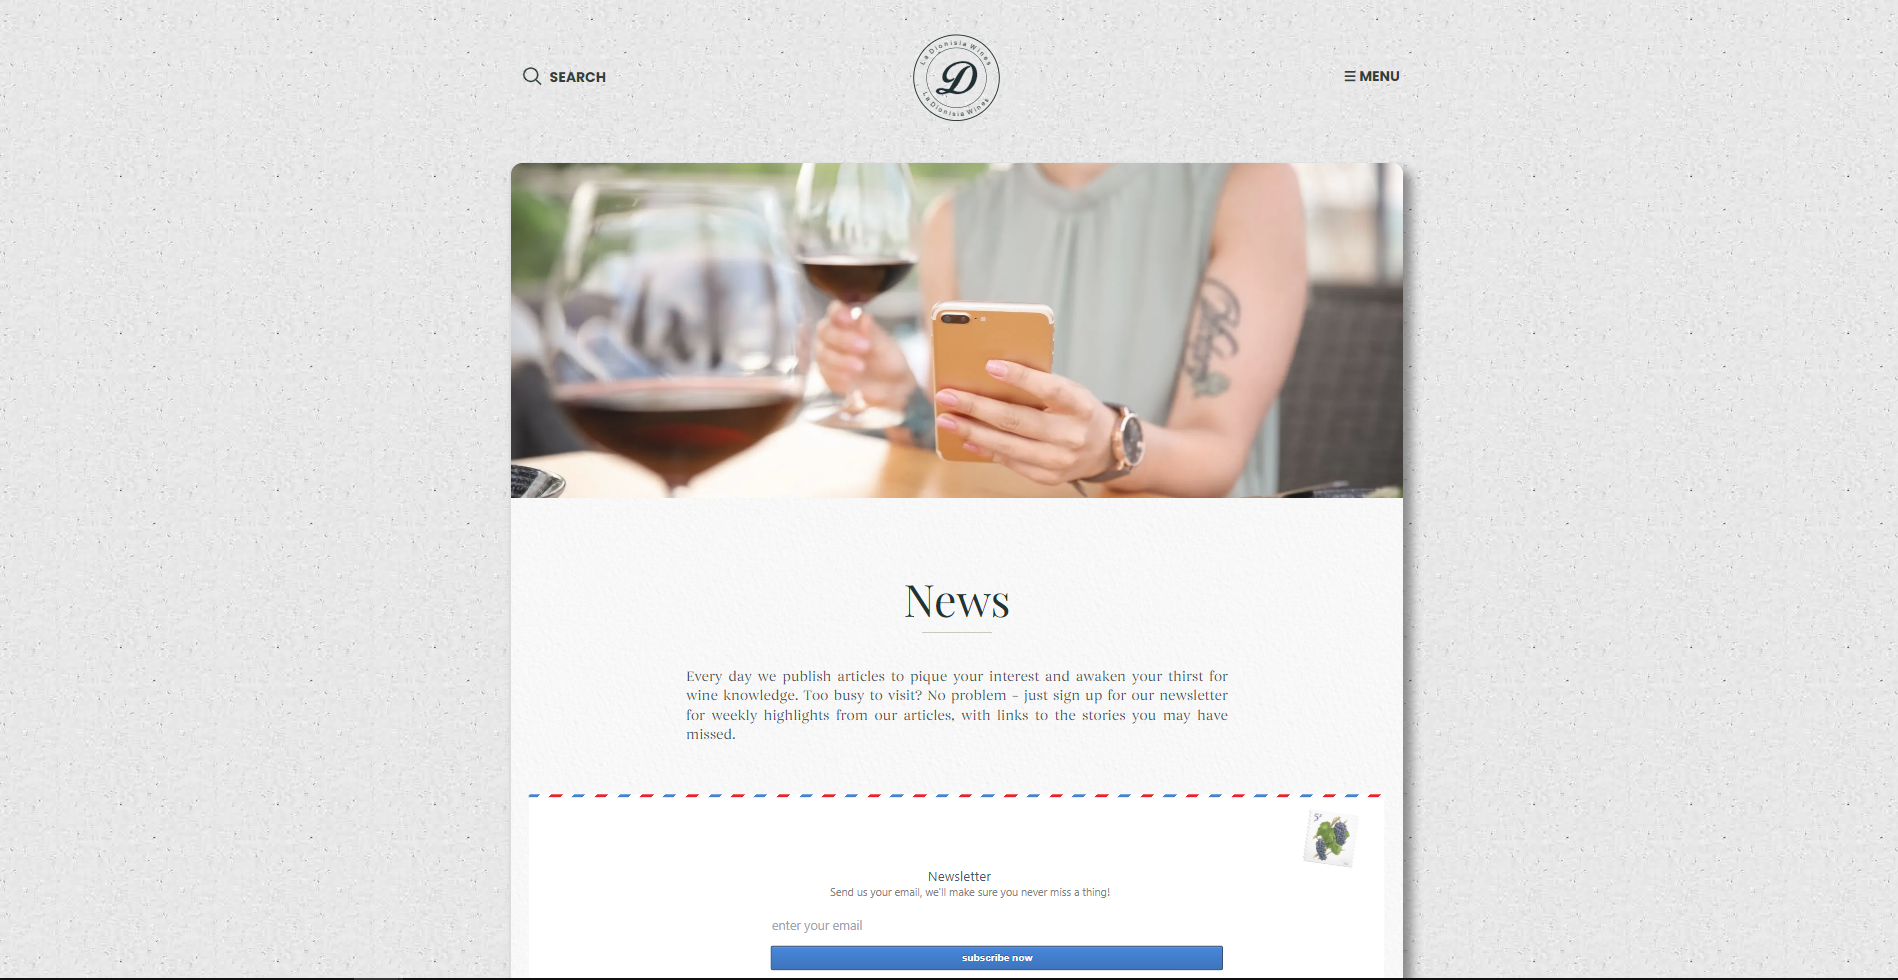 SEARCH
La Dionisia Wines
D
La Dionisia Wines
☰ MENU
News
Every day we publish articles to pique your interest and awaken your thirst for
wine knowledge. Too busy to visit? No problem – just sign up for our newsletter
for weekly highlights from our articles, with links to the stories you may have
missed.
Newsletter
Send us your email, we'll make sure you never miss a thing!
enter your email
subscribe now